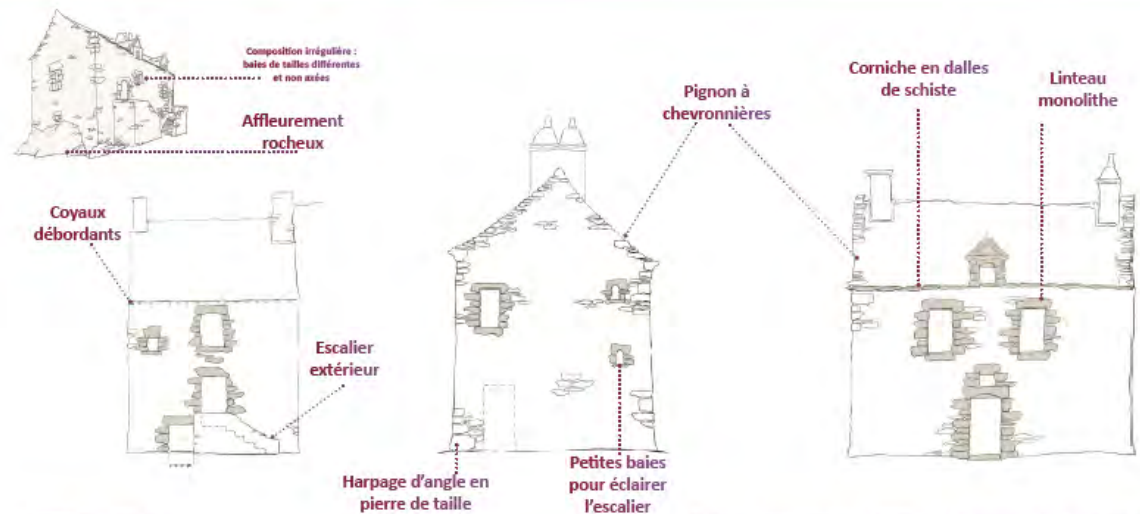 Composition irrégulière :
baies de tailles différentes
et non axées
Affleurement
rocheux
Coyaux
débordants
Escalier
extérieur
Pignon à
chevronnières
Harpage d'angle en
pierre de taille
Petites baies
pour éclairer
l'escalier
Corniche en dalles
de schiste
Linteau
monolithe